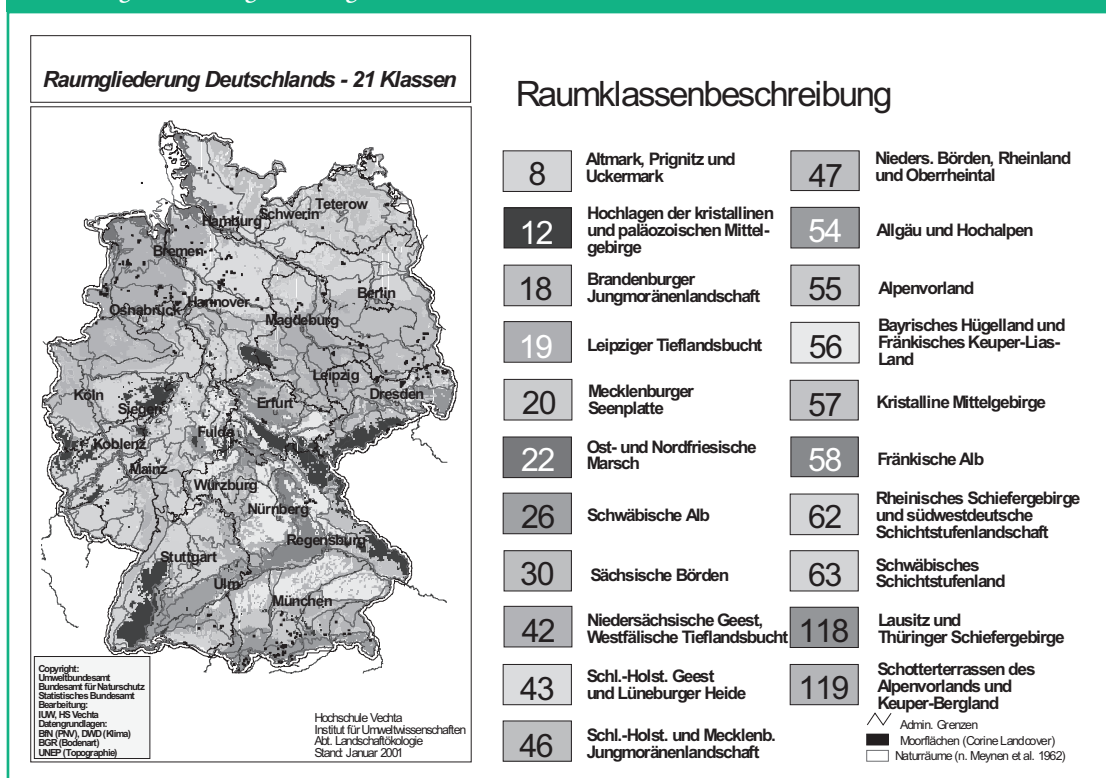 Raumgliederung Deutschlands - 21 Klassen
Hamburg
Schwerin
Teterow
Bremen
Berlin
Osnabrück
Hannover
Magdeburg
Leipzig
Köln
Siegen
Erfurt
Dresden
Koblenz
Fulda
Mainz
Würzburg
Nürnberg
Regensburg
Stuttgart
Ulm
München
Copyright:
Umweltbundesamt
Bundesamt für Naturschutz
Statistisches Bundesamt
Bearbeitung:
IUW, HS Vechta
Datengrundlagen:
BfN (PNV), DWD (Klima)
BGR (Bodenart)
UNEP (Topographie)
Hochschule Vechta
Institut für Umweltwissenschaften
Abt. Landschaftökologie
Stand: Januar 2001
Raumklassenbeschreibung
8
Altmark, Prignitz und
Uckermark
12
Hochlagen der kristallinen
und paläozoischen Mittel-
gebirge
18
Brandenburger
Jungmoränenlandschaft
19
Leipziger Tieflandsbucht
20
Mecklenburger
Seenplatte
22
Ost- und Nordfriesische
Marsch
26
Schwäbische Alb
30
Sächsische Börden
42
Niedersächsische Geest,
Westfälische Tieflandsbucht
43
Schl.-Holst. Geest
und Lüneburger Heide
46
Schl.-Holst. und Mecklenb.
Jungmoränenlandschaft
47
Nieders. Börden, Rheinland
und Oberrheintal
54
Allgäu und Hochalpen
55
Alpenvorland
56
Bayrisches Hügelland und
Fränkisches Keuper-Lias-
Land
57
Kristalline Mittelgebirge
58
Fränkische Alb
62
Rheinisches Schiefergebirge
und südwestdeutsche
Schichtstufenlandschaft
63
Schwäbisches
Schichtstufenland
118
Lausitz und
Thüringer Schiefergebirge
119
Schotterterrassen des
Alpenvorlands und
Keuper-Bergland
Admin. Grenzen
Moorflächen (Corine Landcover)
Naturräume (n. Meynen et al. 1962)